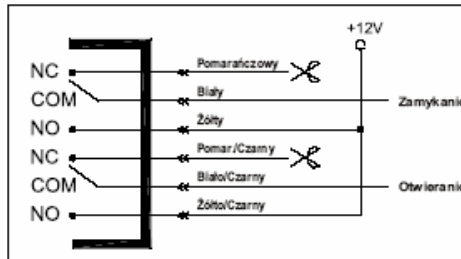 +12V
NC Pomarańczowy
COM Biały Zamykanie
NO Żółty
NC Pomar./Czarny
COM Biało/Czarny Otwieranie
NO Żółto/Czarny